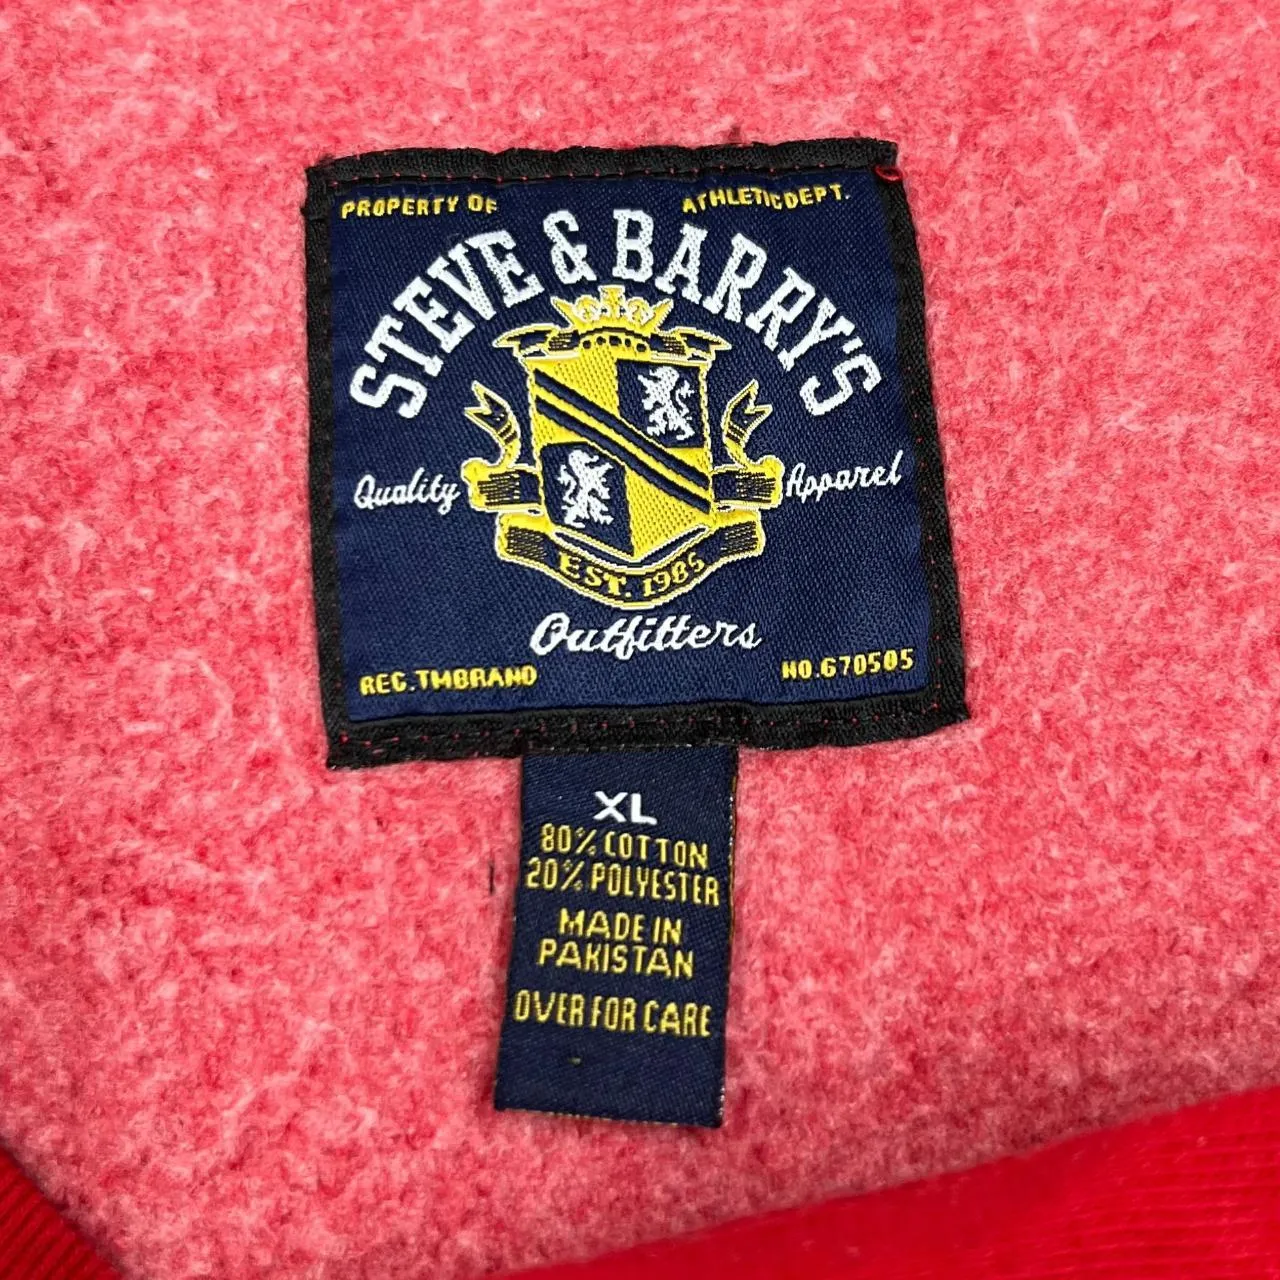 PROPERTY OF ATHLETIC DEPT.
STEVE & BARRY'S
Quality Apparel
EST. 1985
Outfitters
REG.TMBRAND NO.670505
XL
80% COTTON
20% POLYESTER
MADE IN
PAKISTAN
OVER FOR CARE